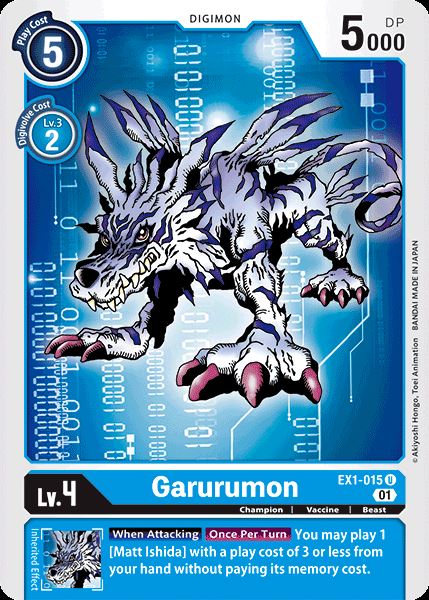 Play Cost
5
DIGIMON
DP
5000
Digivolve Cost
Lv.3
2
©Akiyoshi Hongo, Toei Animation BANDAI MADE IN JAPAN
EX1-015 U
Lv.4
Garurumon
01
Champion | Vaccine | Beast
Inherited Effect
When Attacking Once Per Turn You may play 1
[Matt Ishida] with a play cost of 3 or less from
your hand without paying its memory cost.